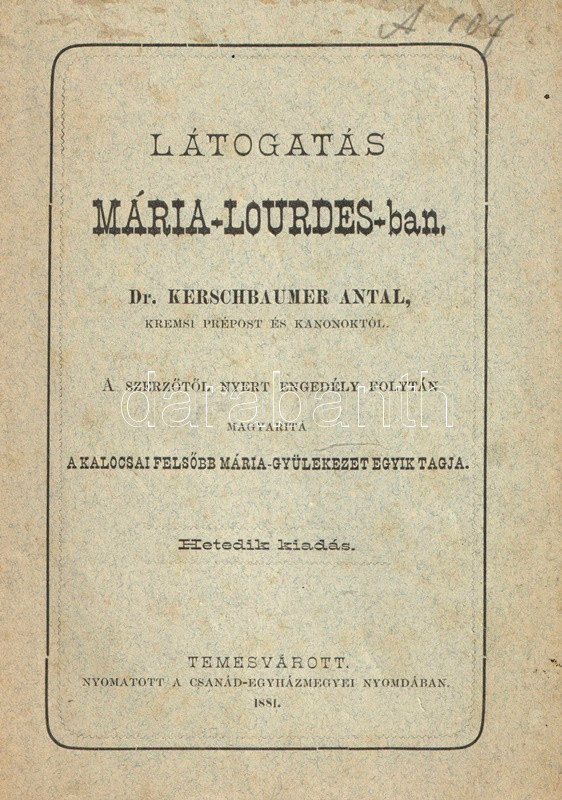 A 107
LÁTOGATÁS
MÁRIA-LOURDES-ban.
Dr. KERSCHBAUMER ANTAL,
KREMSI PRÉPOST ÉS KANONOKTÓL.
A SZERZŐTŐL NYERT ENGEDÉLY FOLYTÁN
darabanth
MAGYARITÁ
A KALOCSAI FELSŐBB MÁRIA-GYÜLEKEZET EGYIK TAGJA.
Hetedik kiadás.
TEMESVÁROTT.
NYOMATOTT A CSANÁD-EGYHÁZMEGYEI NYOMDÁBAN.
1881.